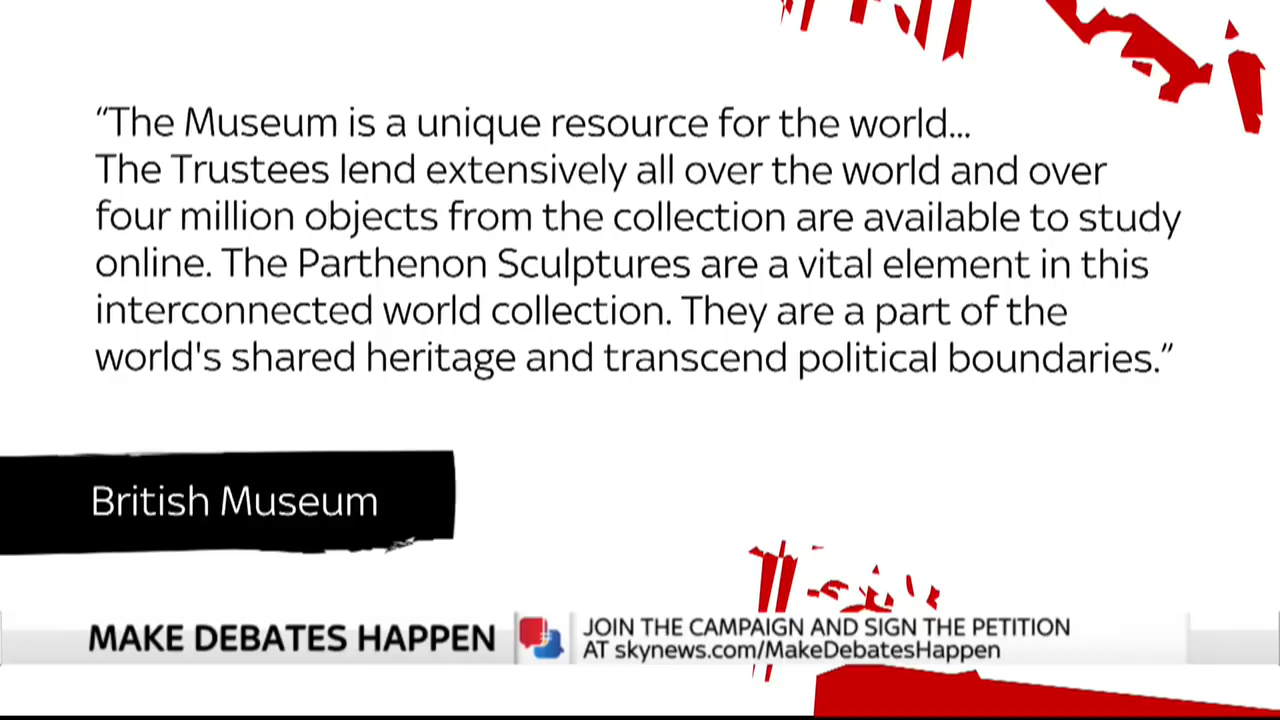 “The Museum is a unique resource for the world...
The Trustees lend extensively all over the world and over
four million objects from the collection are available to study
online. The Parthenon Sculptures are a vital element in this
interconnected world collection. They are a part of the
world's shared heritage and transcend political boundaries.”
British Museum
MAKE DEBATES HAPPEN
JOIN THE CAMPAIGN AND SIGN THE PETITION
AT skynews.com/MakeDebatesHappen